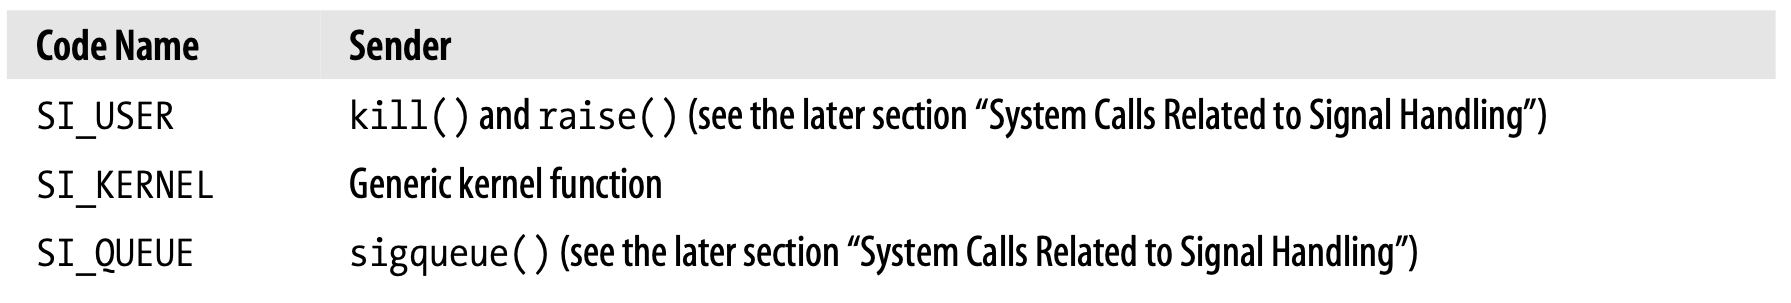 Code Name Sender
SI_USER kill() and raise() (see the later section “System Calls Related to Signal Handling”)
SI_KERNEL Generic kernel function
SI_QUEUE sigqueue() (see the later section “System Calls Related to Signal Handling”)